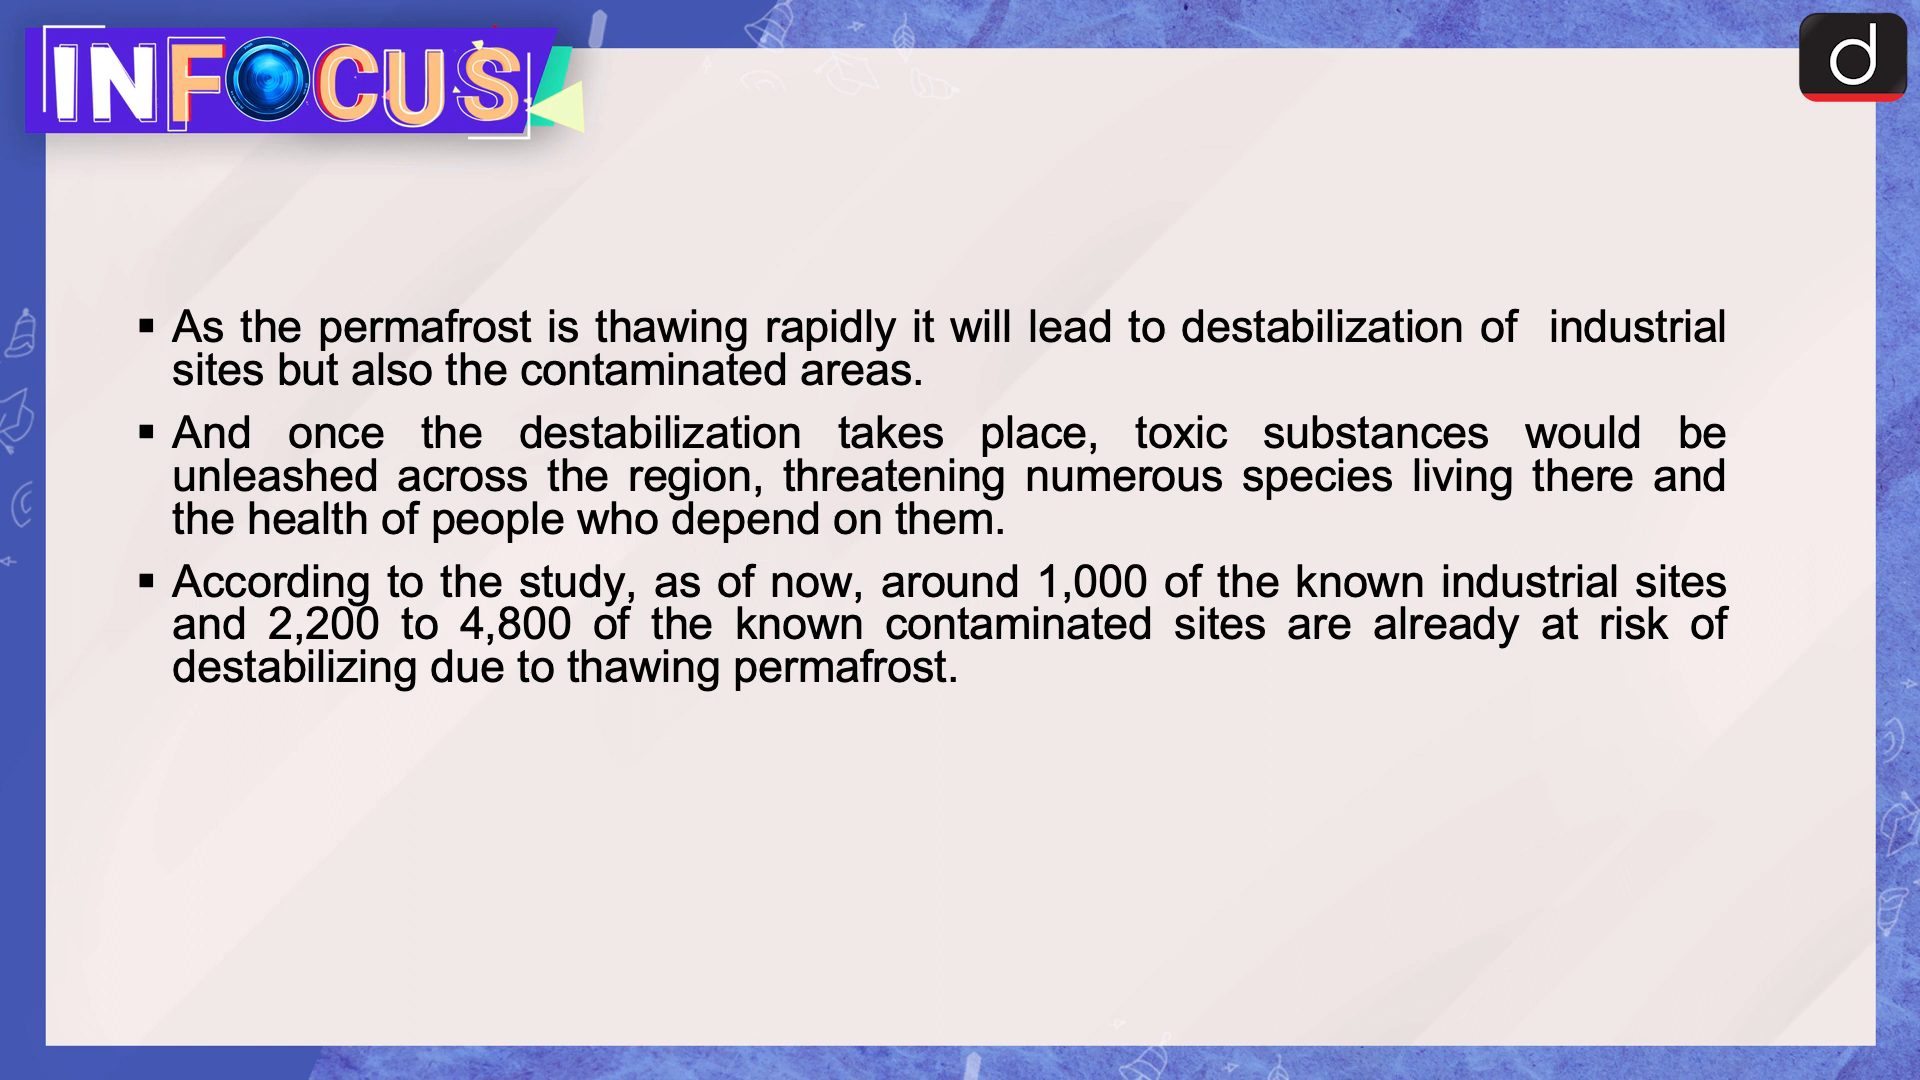 INFOCUS
d
▪ As the permafrost is thawing rapidly it will lead to destabilization of industrial
sites but also the contaminated areas.
▪ And once the destabilization takes place, toxic substances would be
unleashed across the region, threatening numerous species living there and
the health of people who depend on them.
▪ According to the study, as of now, around 1,000 of the known industrial sites
and 2,200 to 4,800 of the known contaminated sites are already at risk of
destabilizing due to thawing permafrost.